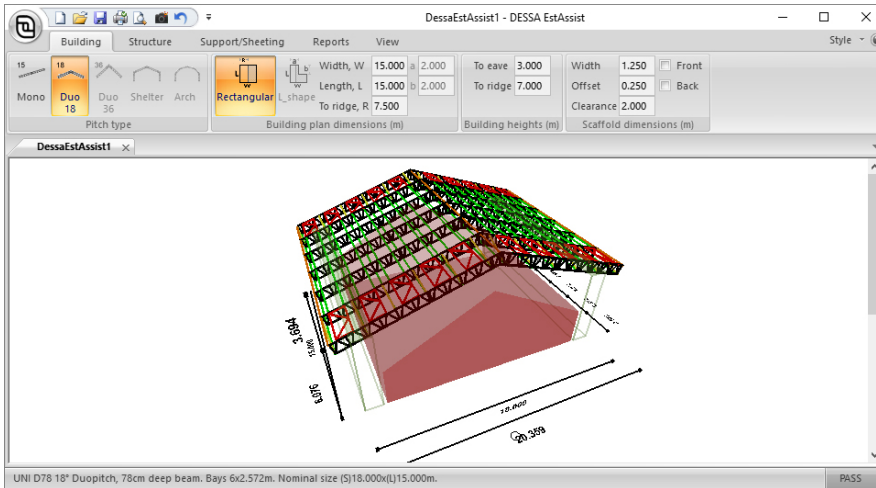 DessaEstAssist1 - DESSA EstAssist
Building Structure Support/Sheeting Reports View Style
15 18 36
Mono Duo 18 Duo 36 Shelter Arch
Pitch type
Rectangular L_shape
Width, W 15.000 a 2.000
Length, L 15.000 b 2.000
To ridge, R 7.500
Building plan dimensions (m)
To eave 3.000
To ridge 7.000
Building heights (m)
Width 1.250 Front
Offset 0.250 Back
Clearance 2.000
Scaffold dimensions (m)
DessaEstAssist1
3.694
6.076
18.000
20.359
UNI D78 18° Duopitch, 78cm deep beam. Bays 6x2.572m. Nominal size (S)18.000x(L)15.000m.
PASS